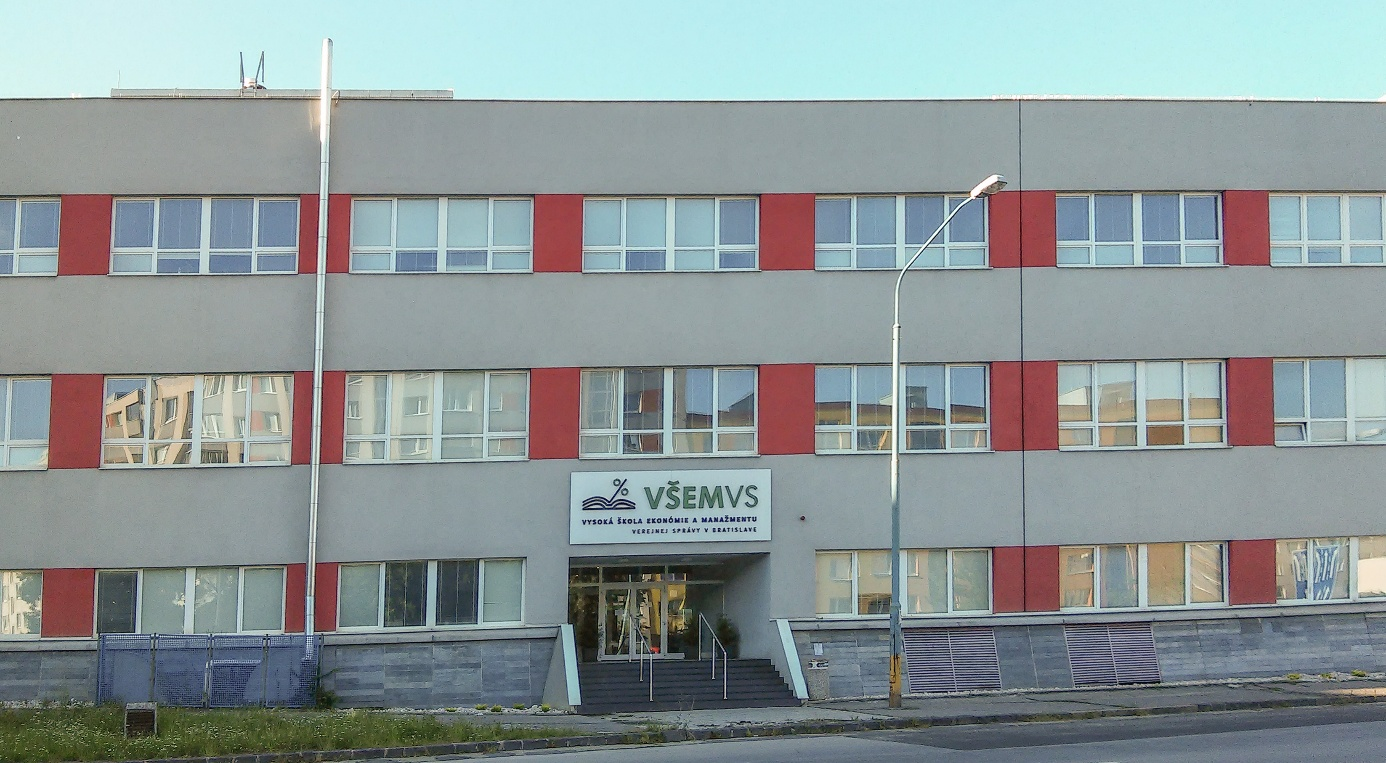 VŠEMVS
VYSOKÁ ŠKOLA EKONÓMIE A MANAŽMENTU
VEREJNEJ SPRÁVY V BRATISLAVE